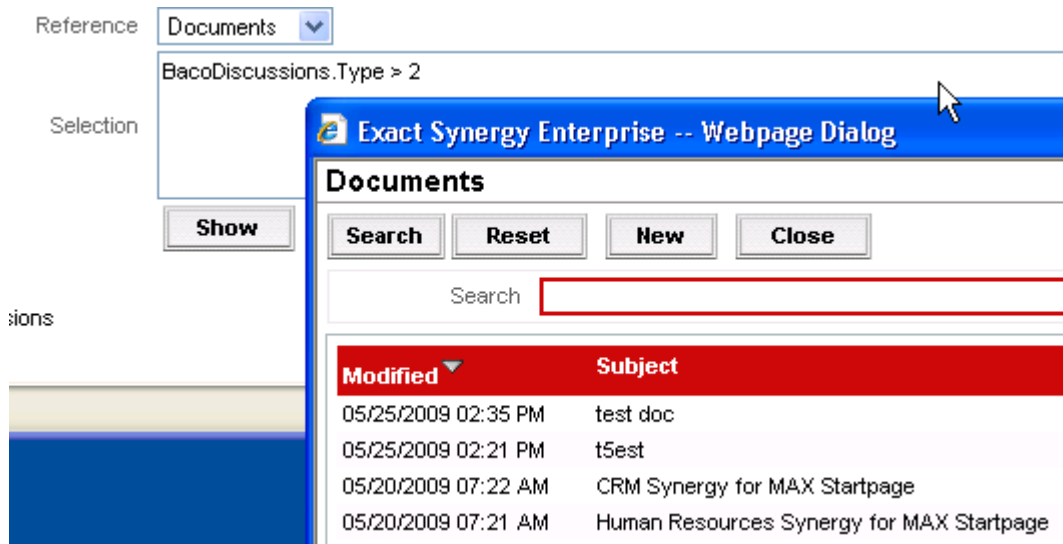 Reference Documents
BacoDiscussions.Type > 2
Selection
Exact Synergy Enterprise -- Webpage Dialog
Documents
Show
Search Reset New Close
Search
sions
Modified Subject
05/25/2009 02:35 PM test doc
05/25/2009 02:21 PM t5est
05/20/2009 07:22 AM CRM Synergy for MAX Startpage
05/20/2009 07:21 AM Human Resources Synergy for MAX Startpage